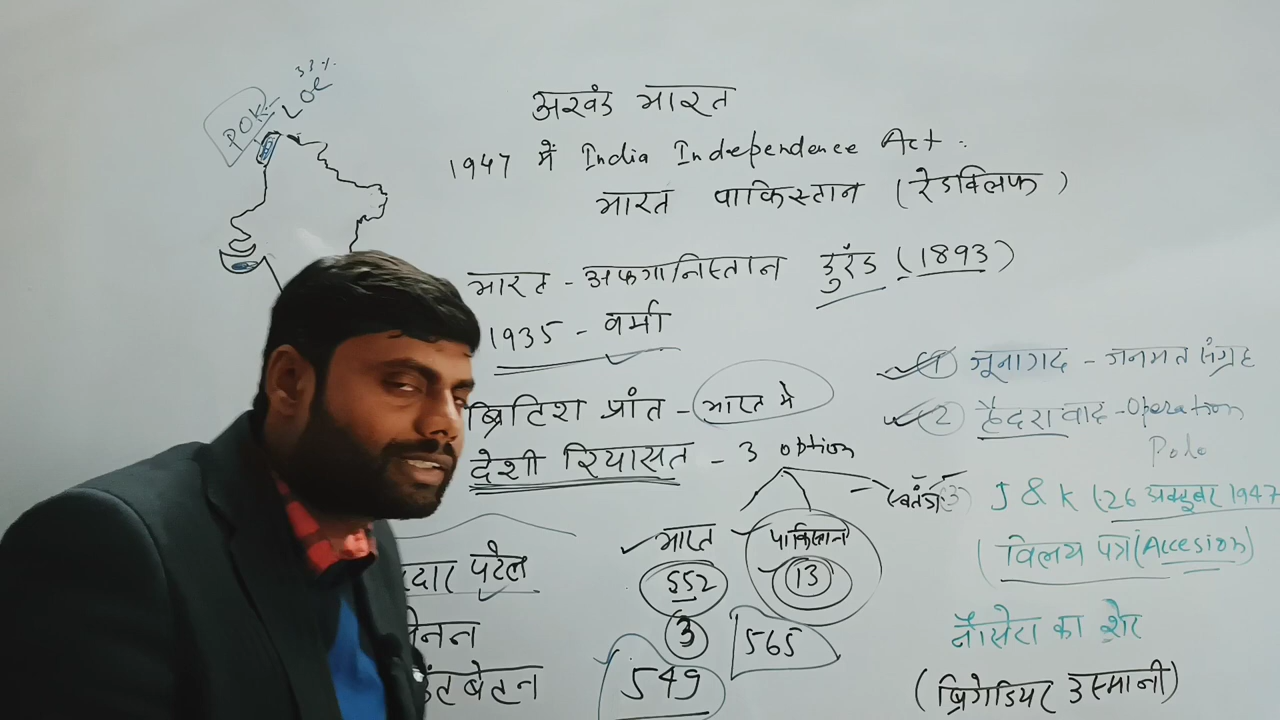 33%
POK LOC
अखंड भारत
1947 में India Independence Act :
भारत पाकिस्तान (रेडक्लिफ)
भारत - अफगानिस्तान डुरंड (1893)
1935 - वर्मा
ब्रिटिश प्रांत - भारत में
देशी रियासत - 3 option
स्वतंत्र
भारत पाकिस्तान
552 13
3
549 565
दार पटेल
मेनन
उंटबेटन
1 जूनागढ - जनमत संग्रह
2 हैदरावाद - Operation
Polo
3 J & K (26 अक्टूबर 1947
(विलय पत्र (Accesion)
नौसेरा का शेर
(ब्रिगेडियर उस्मानी)